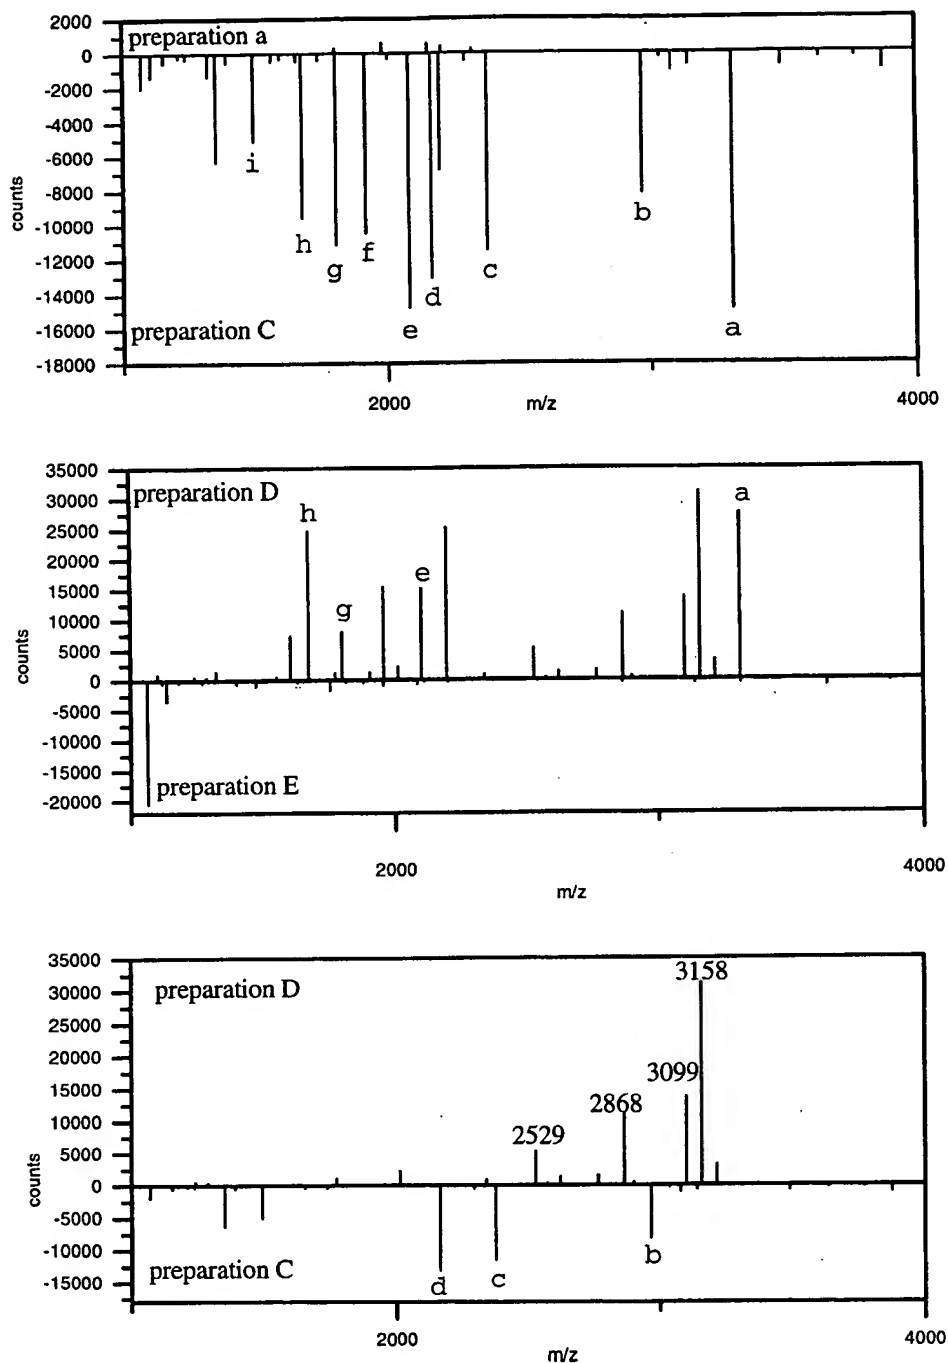 2000
preparation a
0
-2000
-4000
-6000
i
-8000
counts
b
-10000
h
f
g
c
-12000
d
-14000
preparation C
e
a
-16000
-18000
2000
m/z
4000
35000
preparation D
30000
h
a
25000
20000
e
15000
g
10000
counts
5000
0
-5000
-10000
-15000
preparation E
-20000
2000
4000
m/z
35000
3158
preparation D
30000
25000
20000
3099
15000
2868
10000
2529
counts
5000
0
-5000
b
-10000
preparation C
d
c
-15000
2000
4000
m/z